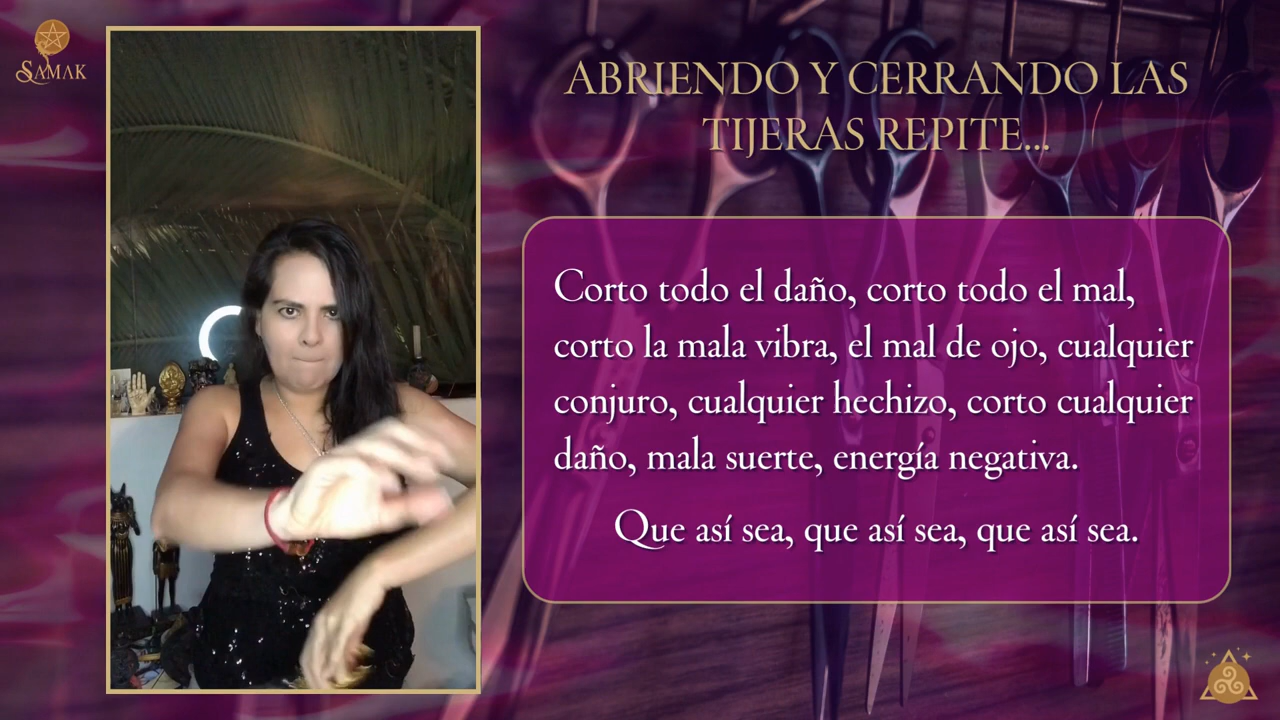 SAMAK
ABRIENDO Y CERRANDO LAS
TIJERAS REPITE...
Corto todo el daño, corto todo el mal,
corto la mala vibra, el mal de ojo, cualquier
conjuro, cualquier hechizo, corto cualquier
daño, mala suerte, energía negativa.
Que así sea, que así sea, que así sea.